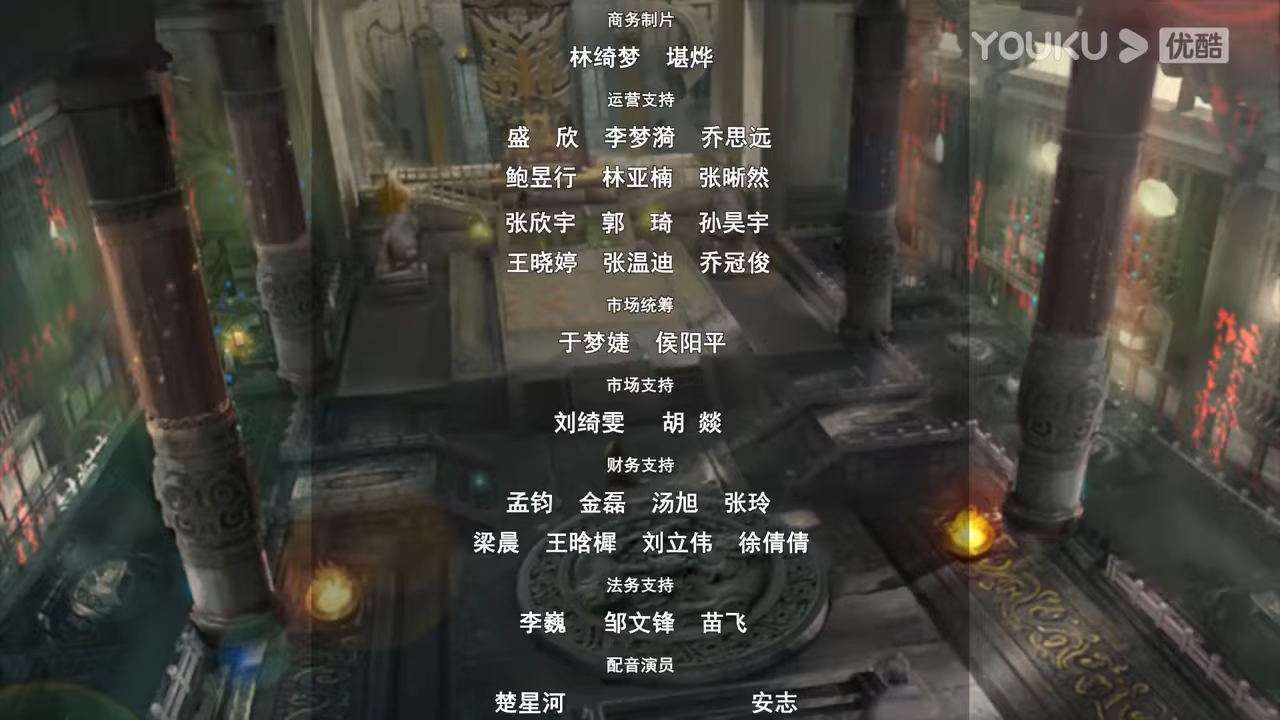 商务制片
YOUKU 优酷
林绮梦 堪烨
运营支持
盛 欣 李梦漪 乔思远
鲍昱行 林亚楠 张晰然
张欣宇 郭 琦 孙昊宇
王晓婷 张温迪 乔冠俊
市场统筹
于梦婕 侯阳平
市场支持
刘绮雯 胡 燚
财务支持
孟钧 金磊 汤旭 张玲
梁晨 王晗樨 刘立伟 徐倩倩
法务支持
李巍 邹文锋 苗飞
配音演员
楚星河 安志